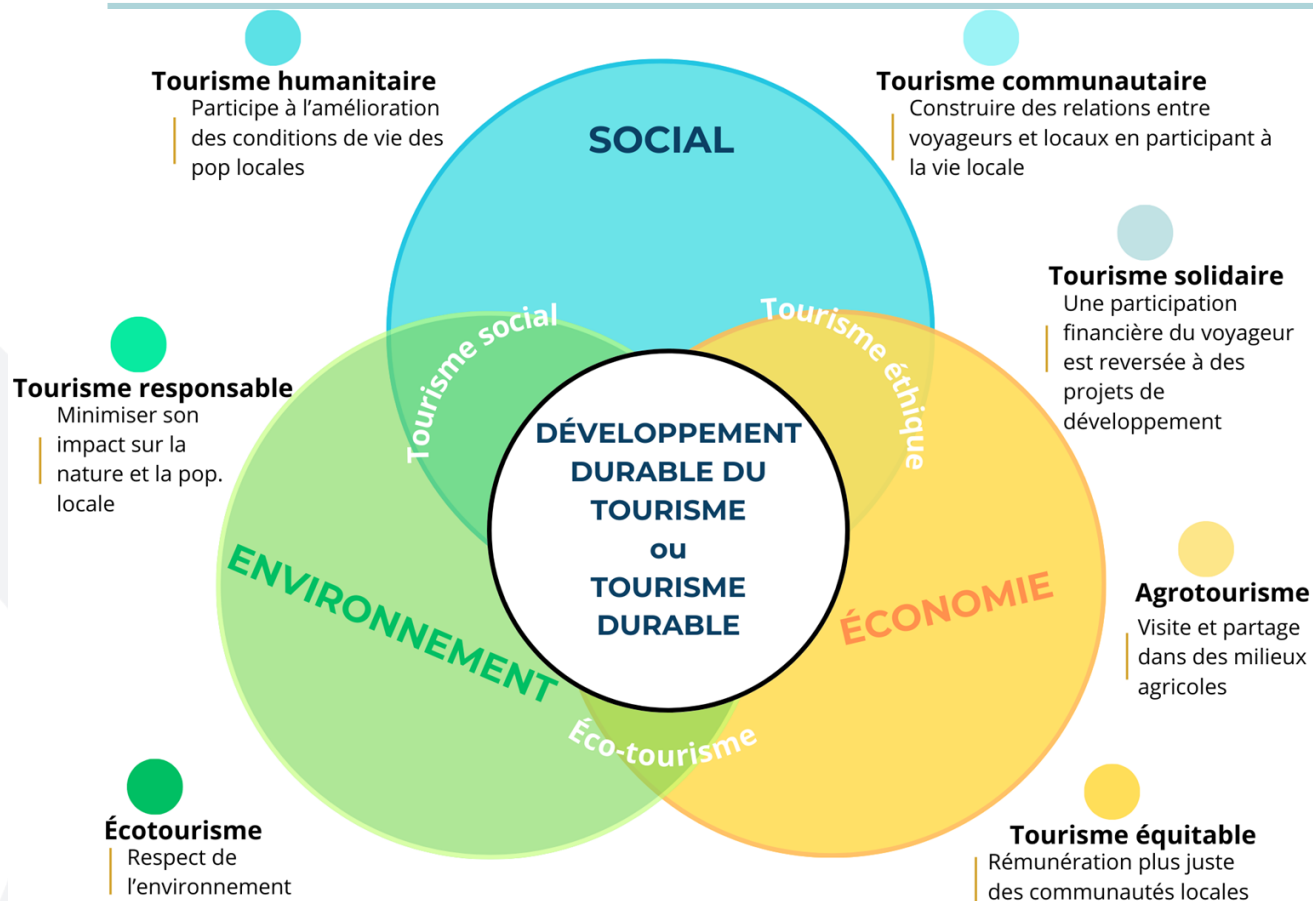 Tourisme humanitaire
Participe à l’amélioration
des conditions de vie des
pop locales
Tourisme communautaire
Construire des relations entre
voyageurs et locaux en participant à
la vie locale
SOCIAL
Tourisme solidaire
Une participation
financière du voyageur
est reversée à des
projets de
développement
Tourisme social
Tourisme éthique
Tourisme responsable
Minimiser son
impact sur la
nature et la pop.
locale
DÉVELOPPEMENT
DURABLE DU
TOURISME
ou
TOURISME
DURABLE
ENVIRONNEMENT
ÉCONOMIE
Agrotourisme
Visite et partage
dans des milieux
agricoles
Éco-tourisme
Écotourisme
Respect de
l’environnement
Tourisme équitable
Rémunération plus juste
des communautés locales